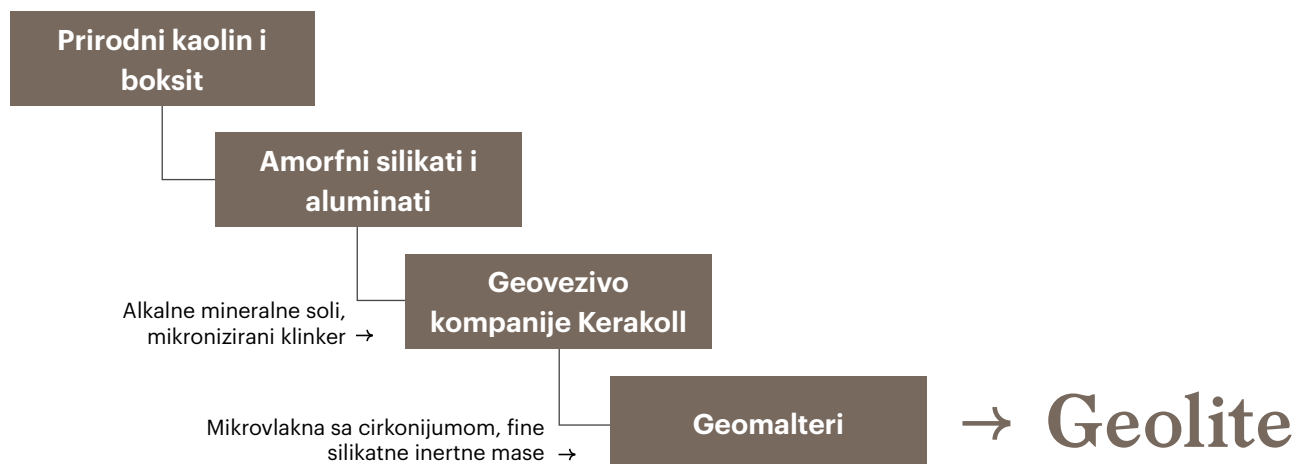 Prirodni kaolin i
boksit
Amorfni silikati i
aluminati
Geovezivo
kompanije Kerakoll
Alkalne mineralne soli,
mikronizirani klinker →
Geomalteri
→ Geolite
Mikrovlakna sa cirkonijumom, fine
silikatne inertne mase →